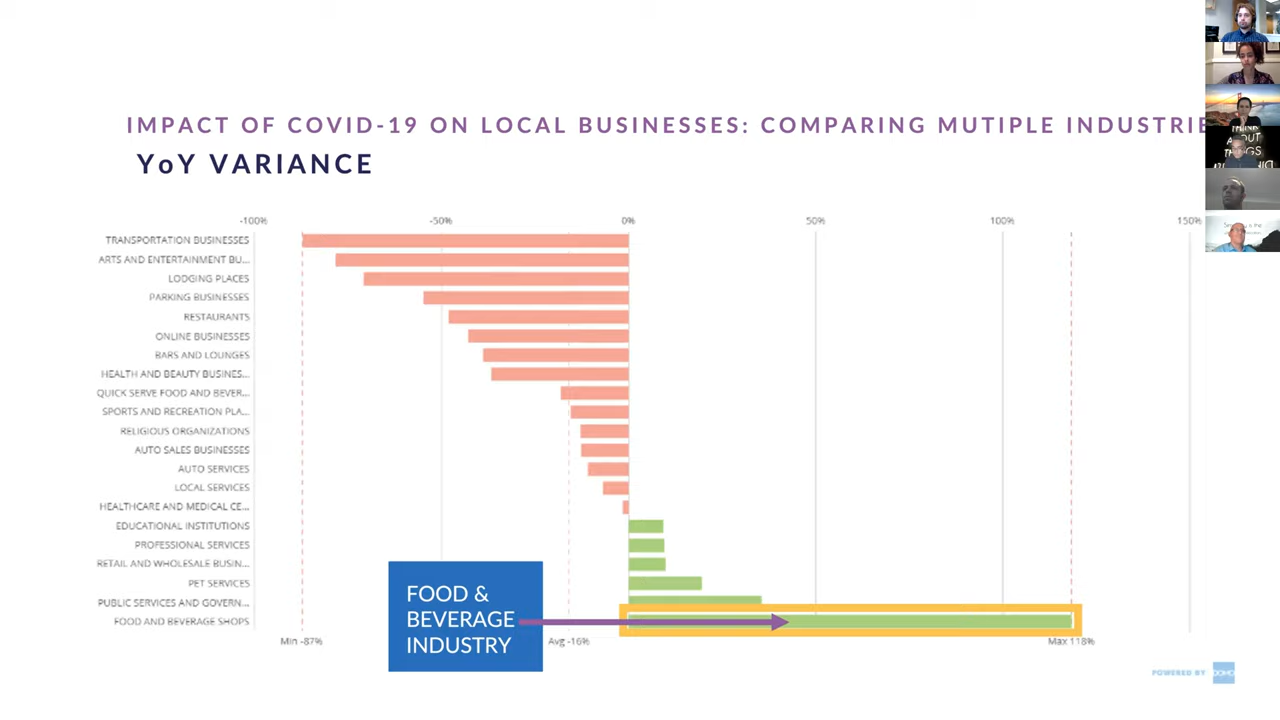 IMPACT OF COVID-19 ON LOCAL BUSINESSES: COMPARING MUTIPLE INDUSTRIE
YoY VARIANCE
-100% -50% 0% 50% 100% 150%
TRANSPORTATION BUSINESSES
ARTS AND ENTERTAINMENT BU...
LODGING PLACES
PARKING BUSINESSES
RESTAURANTS
ONLINE BUSINESSES
BARS AND LOUNGES
HEALTH AND BEAUTY BUSINES...
QUICK SERVE FOOD AND BEVER...
SPORTS AND RECREATION PLA...
RELIGIOUS ORGANIZATIONS
AUTO SALES BUSINESSES
AUTO SERVICES
LOCAL SERVICES
HEALTHCARE AND MEDICAL CE...
EDUCATIONAL INSTITUTIONS
PROFESSIONAL SERVICES
RETAIL AND WHOLESALE BUSIN...
PET SERVICES
PUBLIC SERVICES AND GOVERN...
FOOD AND BEVERAGE SHOPS
FOOD &
BEVERAGE
INDUSTRY
Min -87% Avg -16% Max 118%
POWERED BY DOMO
THINK
ABOUT
THINGS